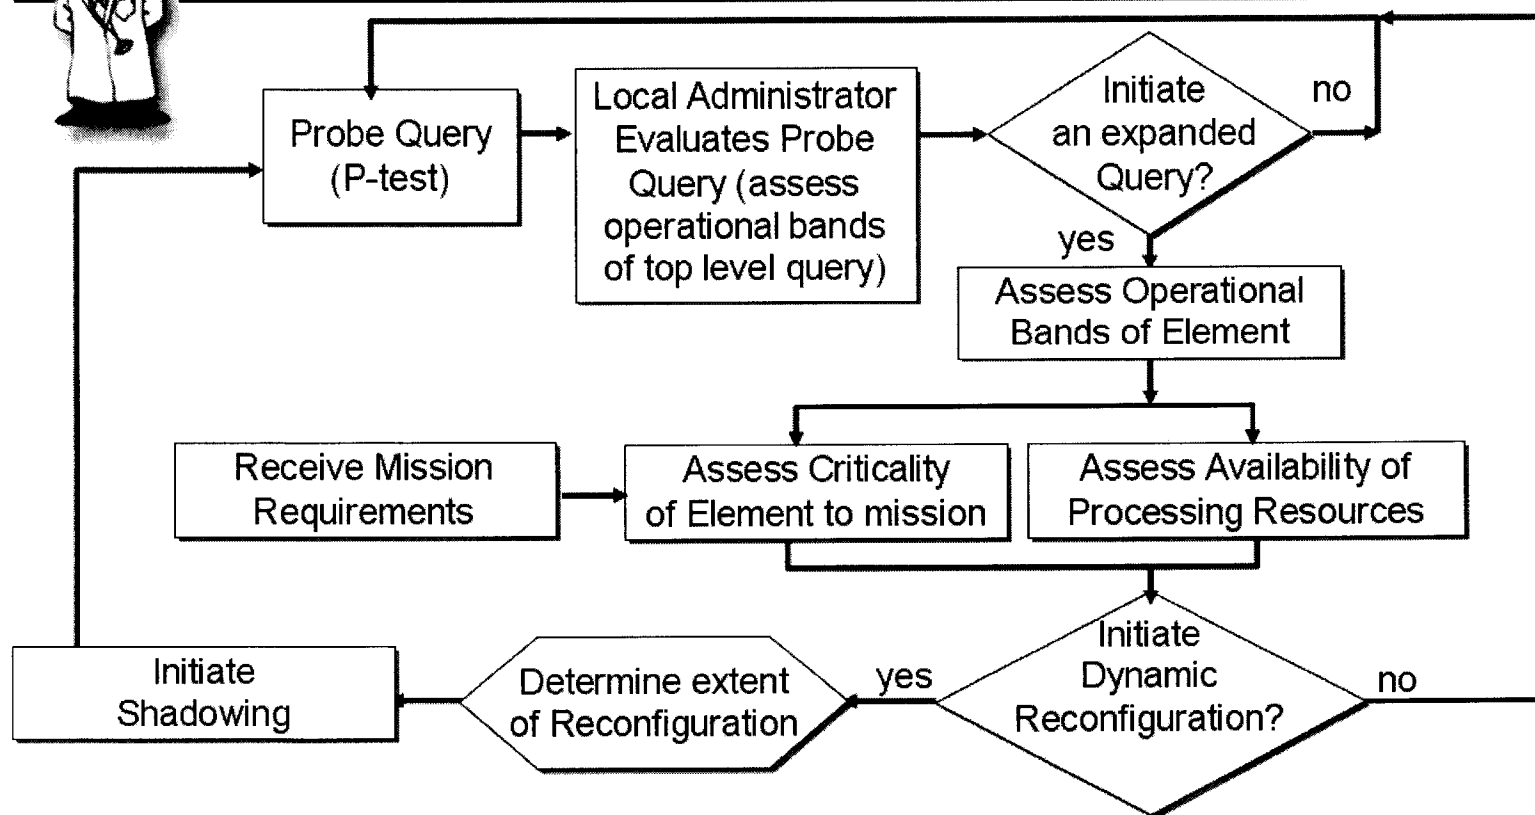 Probe Query
(P-test)
Local Administrator
Evaluates Probe
Query (assess
operational bands
of top level query)
Initiate
an expanded
Query?
no
yes
Assess Operational
Bands of Element
Receive Mission
Requirements
Assess Criticality
of Element to mission
Assess Availability of
Processing Resources
Initiate
Dynamic
Reconfiguration?
no
yes
Determine extent
of Reconfiguration
Initiate
Shadowing